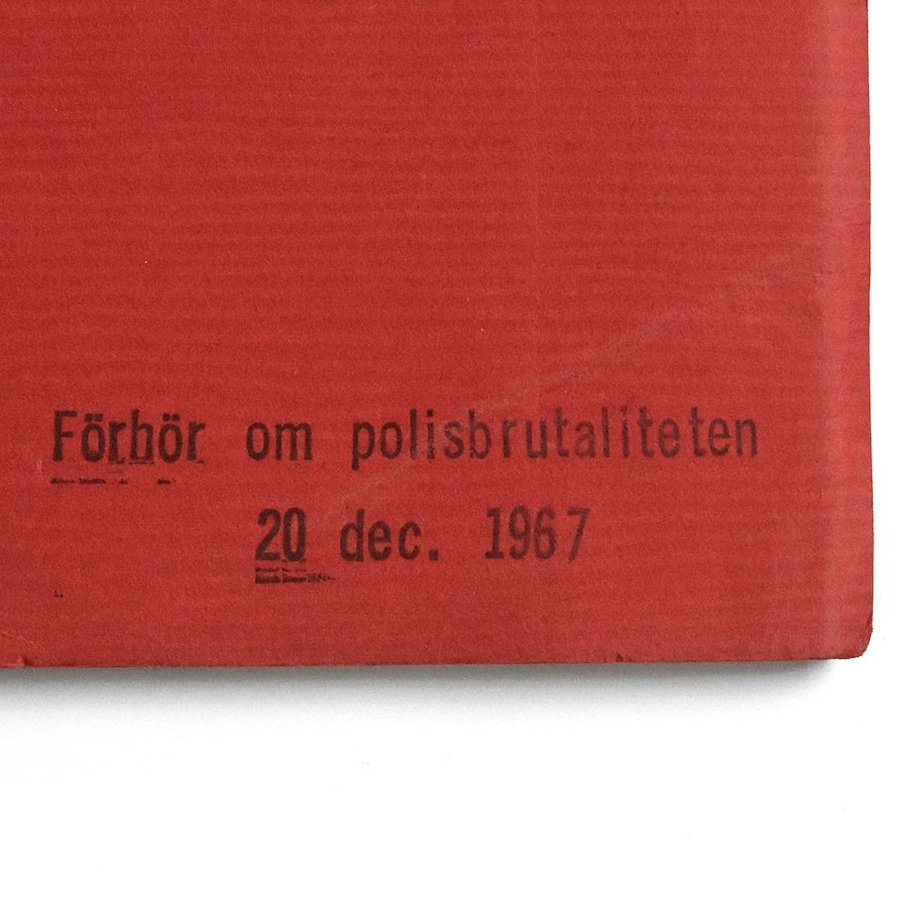 Förhör om polisbrutaliteten
20 dec. 1967